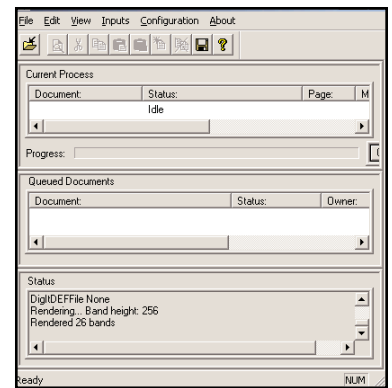 File Edit View Inputs Configuration About
Current Process
Document: Status: Page: M
Idle
Progress:
Queued Documents
Document: Status: Owner:
Status
DigItDEFFile None
Rendering... Band height: 256
Rendered 26 bands
Ready NUM